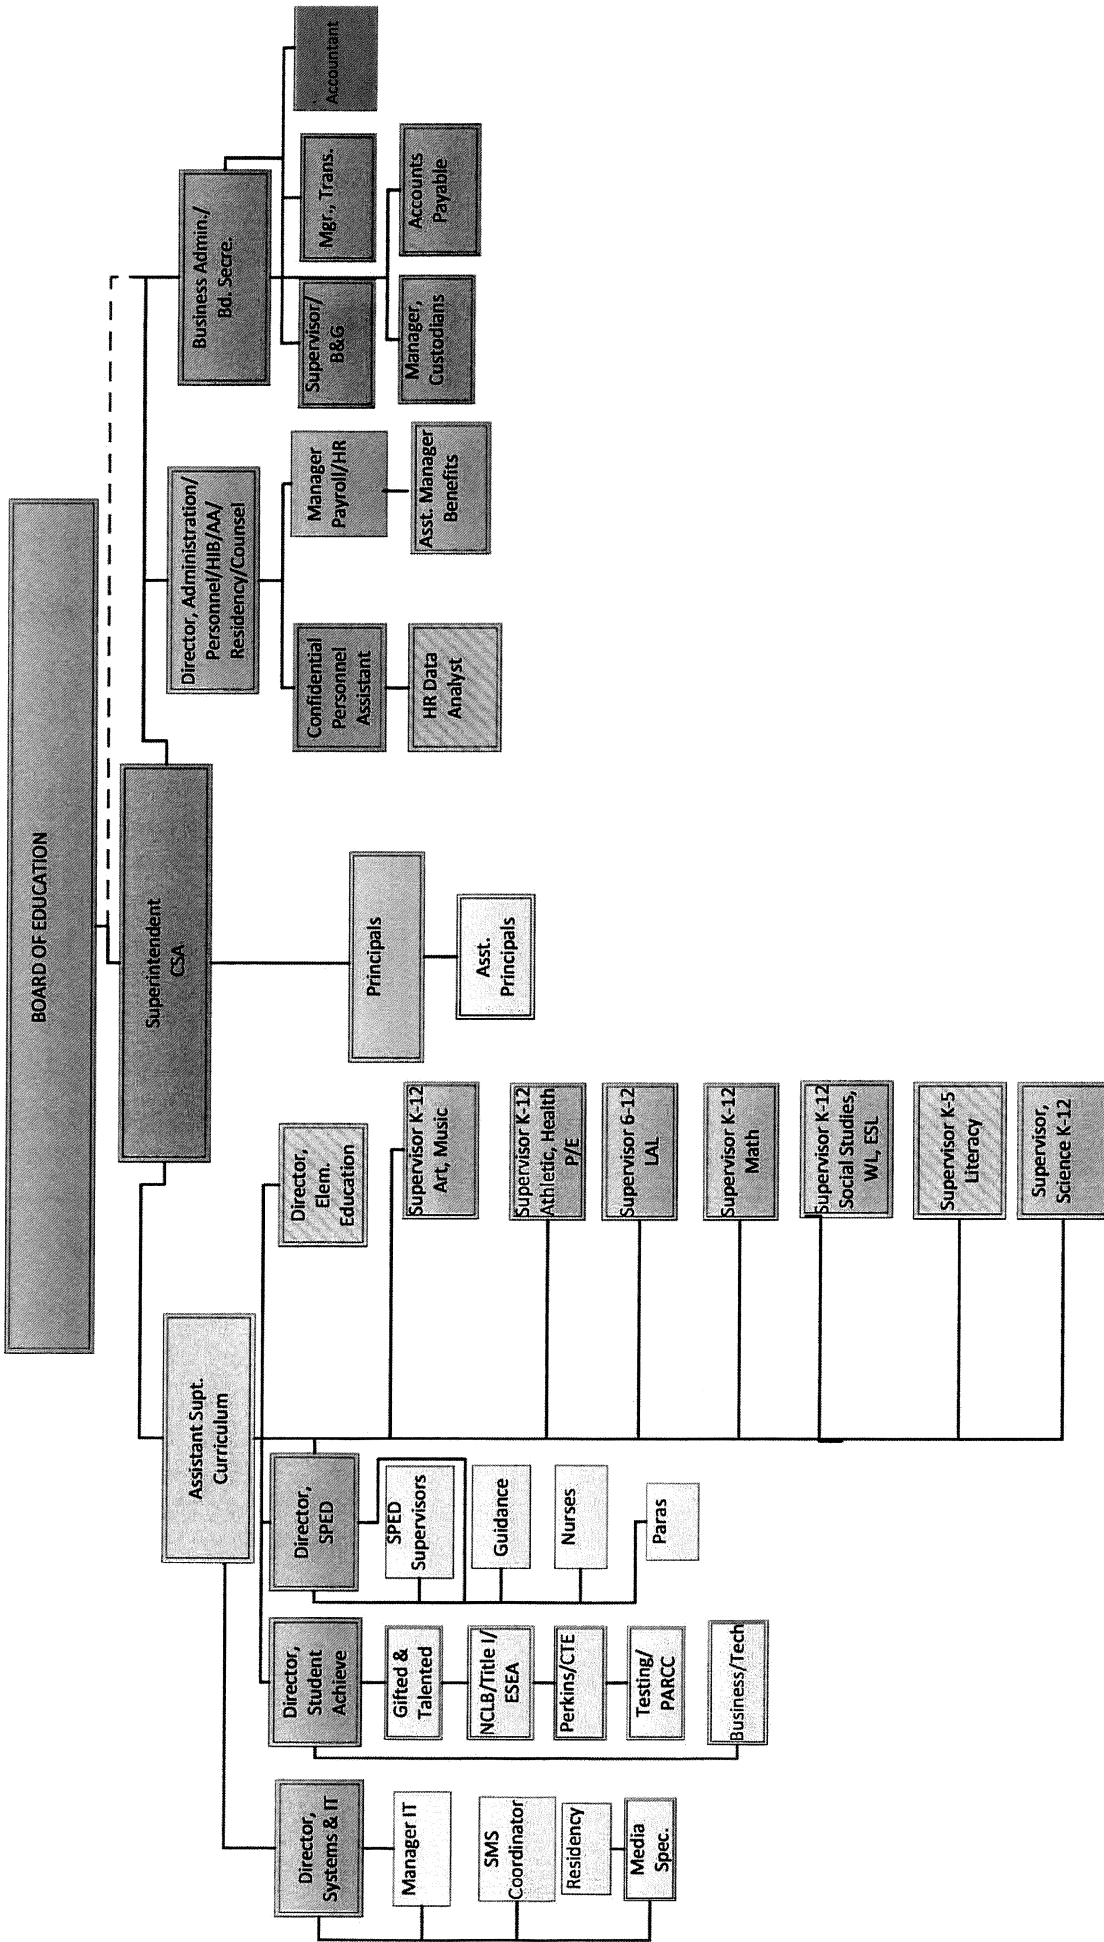 BOARD OF EDUCATION
Superintendent
CSA
Assistant Supt.
Curriculum
Director, Administration/
Personnel/HIB/AA/
Residency/Counsel
Business Admin./
Bd. Secre.
Director,
Systems & IT
Manager IT
SMS
Coordinator
Residency
Media
Spec.
Director,
Student
Achieve
Gifted &
Talented
NCLB/Title I/
ESEA
Perkins/CTE
Testing/
PARCC
Business/Tech
Director,
SPED
SPED
Supervisors
Guidance
Nurses
Paras
Director,
Elem.
Education
Supervisor K-12
Art, Music
Supervisor K-12
Athletic, Health
P/E
Supervisor 6-12
LAL
Supervisor K-12
Math
Supervisor K-12
Social Studies,
WL, ESL
Supervisor K-5
Literacy
Supervisor,
Science K-12
Principals
Asst.
Principals
Confidential
Personnel
Assistant
HR Data
Analyst
Manager
Payroll/HR
Asst. Manager
Benefits
Supervisor/
B&G
Mgr., Trans.
Accountant
Manager,
Custodians
Accounts
Payable